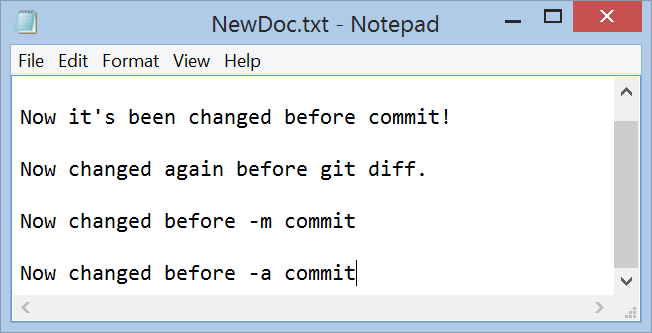 NewDoc.txt - Notepad
File Edit Format View Help
Now it's been changed before commit!
Now changed again before git diff.
Now changed before -m commit
Now changed before -a commit